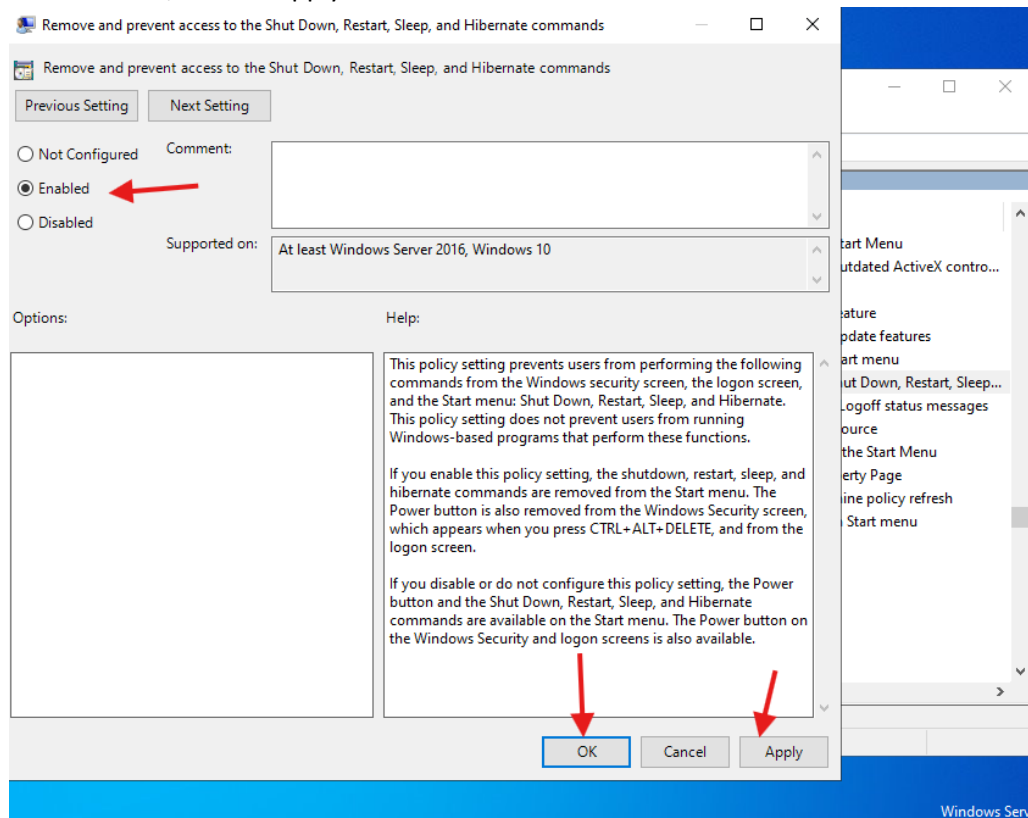 Remove and prevent access to the Shut Down, Restart, Sleep, and Hibernate commands
Remove and prevent access to the Shut Down, Restart, Sleep, and Hibernate commands
Previous Setting
Next Setting
Not Configured
Comment:
Enabled
Disabled
Supported on:
At least Windows Server 2016, Windows 10
Options:
Help:
This policy setting prevents users from performing the following
commands from the Windows security screen, the logon screen,
and the Start menu: Shut Down, Restart, Sleep, and Hibernate.
This policy setting does not prevent users from running
Windows-based programs that perform these functions.
If you enable this policy setting, the shutdown, restart, sleep, and
hibernate commands are removed from the Start menu. The
Power button is also removed from the Windows Security screen,
which appears when you press CTRL+ALT+DELETE, and from the
logon screen.
If you disable or do not configure this policy setting, the Power
button and the Shut Down, Restart, Sleep, and Hibernate
commands are available on the Start menu. The Power button on
the Windows Security and logon screens is also available.
OK
Cancel
Apply
tart Menu
utdated ActiveX contro...
eature
pdate features
art menu
ut Down, Restart, Sleep...
Logoff status messages
ource
the Start Menu
erty Page
ine policy refresh
Start menu
Windows Serv